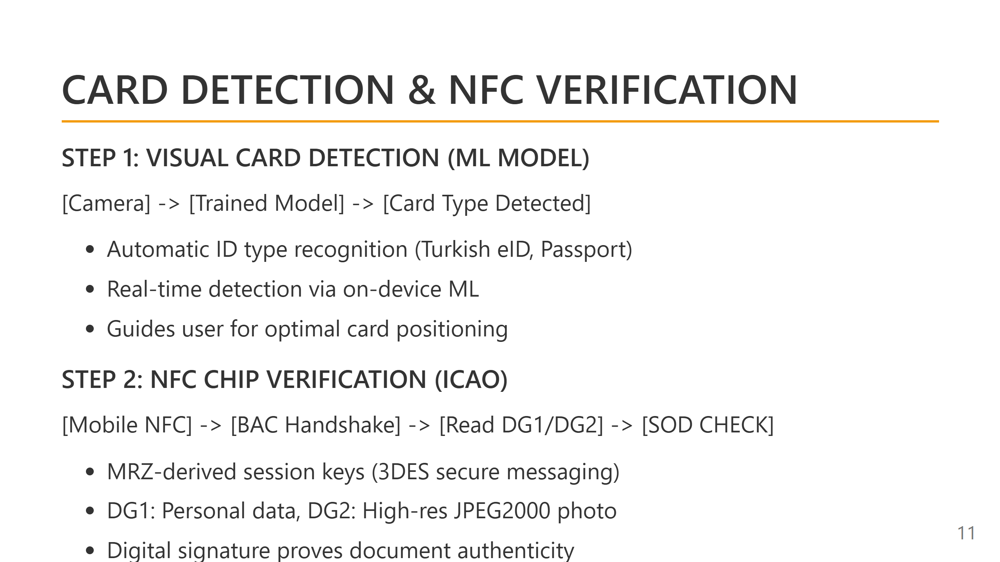 CARD DETECTION & NFC VERIFICATION
STEP 1: VISUAL CARD DETECTION (ML MODEL)
[Camera] -> [Trained Model] -> [Card Type Detected]
• Automatic ID type recognition (Turkish eID, Passport)
• Real-time detection via on-device ML
• Guides user for optimal card positioning
STEP 2: NFC CHIP VERIFICATION (ICAO)
[Mobile NFC] -> [BAC Handshake] -> [Read DG1/DG2] -> [SOD CHECK]
• MRZ-derived session keys (3DES secure messaging)
• DG1: Personal data, DG2: High-res JPEG2000 photo
• Digital signature proves document authenticity
11